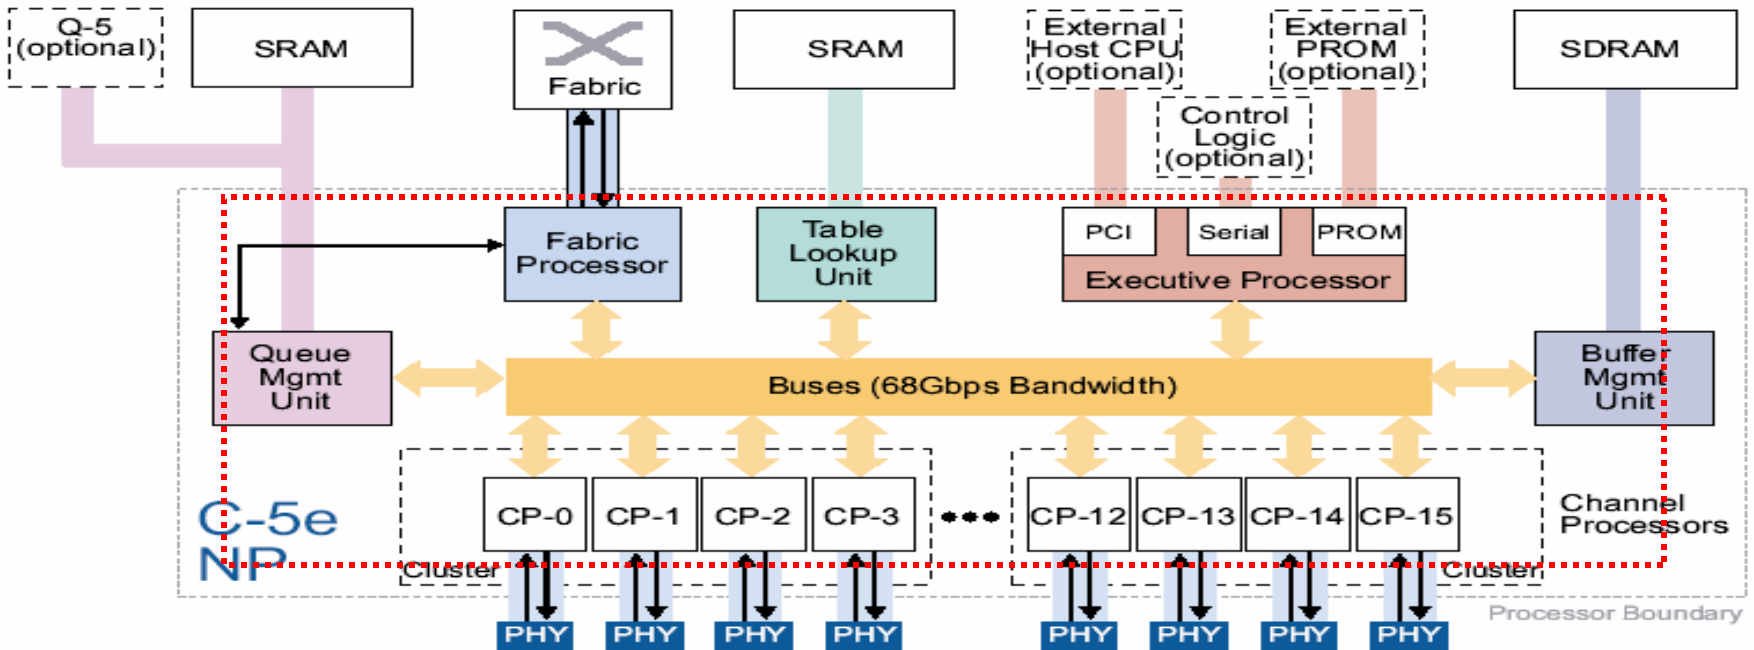 Q-5
(optional)
SRAM
Fabric
SRAM
External
Host CPU
(optional)
External
PROM
(optional)
SDRAM
Control
Logic
(optional)
Fabric
Processor
Table
Lookup
Unit
PCI
Serial
PROM
Executive Processor
Queue
Mgmt
Unit
Buses (68Gbps Bandwidth)
Buffer
Mgmt
Unit
C-5e
NP
CP-0
CP-1
CP-2
CP-3
CP-12
CP-13
CP-14
CP-15
Channel
Processors
Cluster
Cluster
Processor Boundary
PHY
PHY
PHY
PHY
PHY
PHY
PHY
PHY